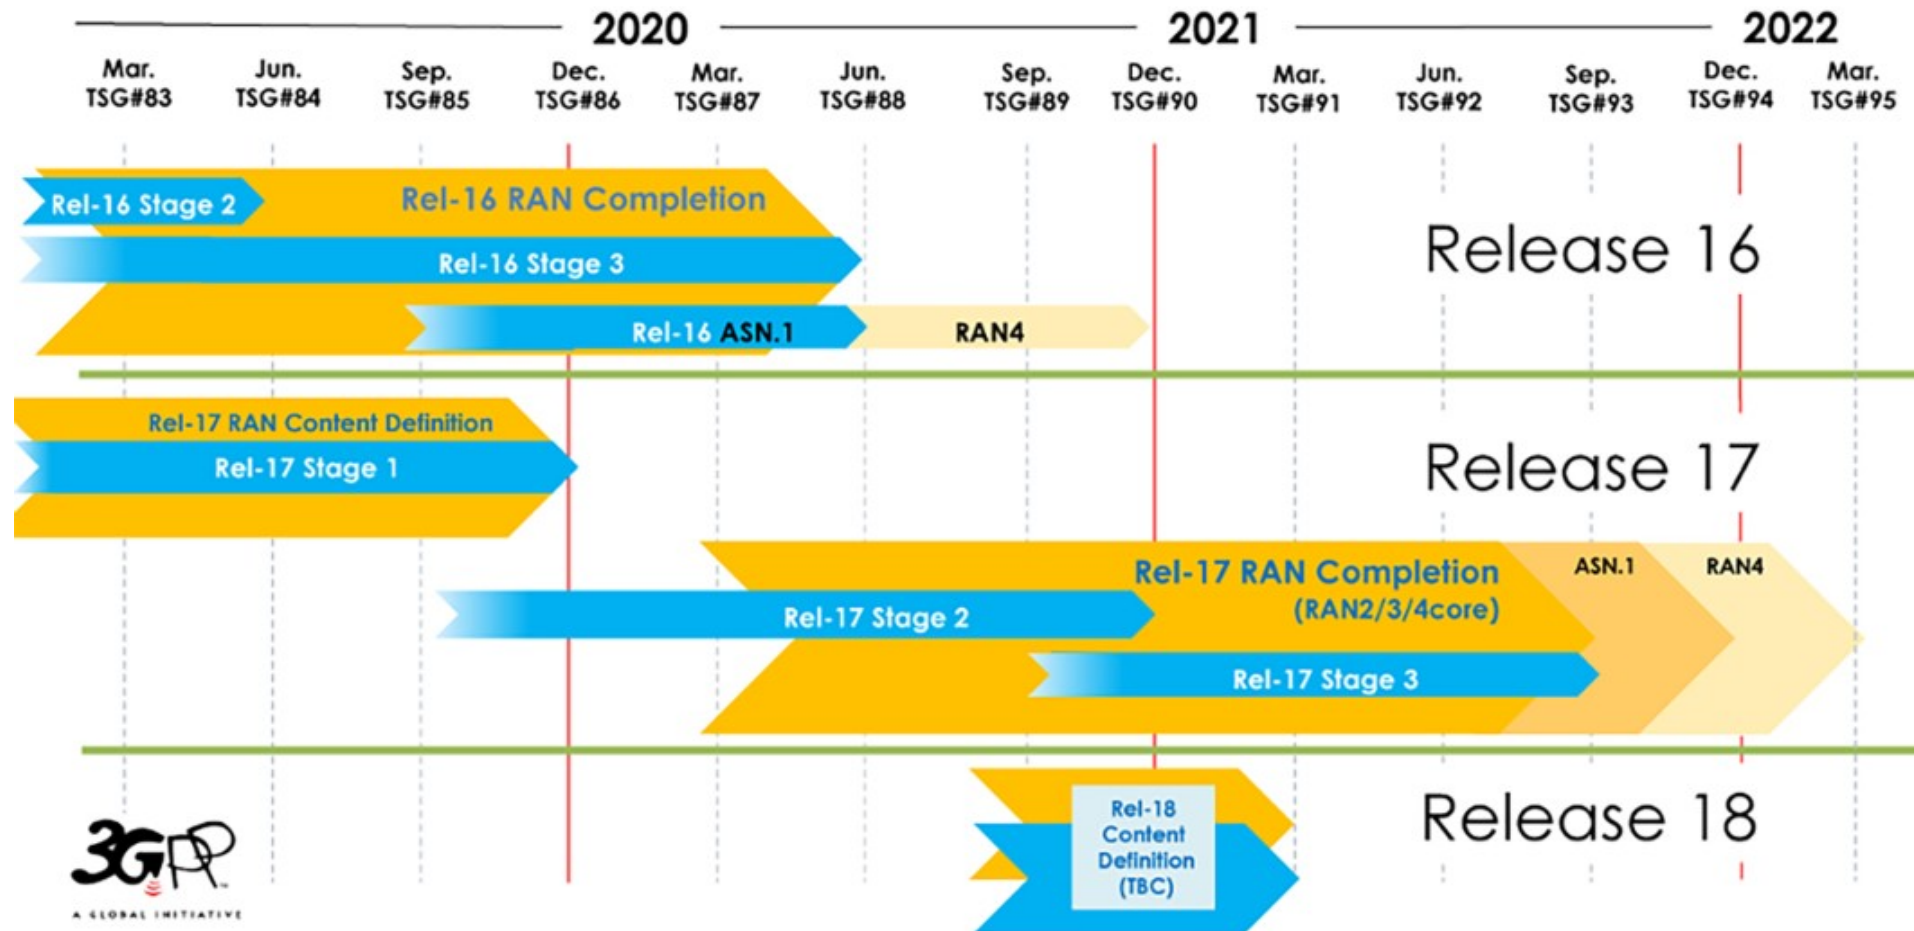 2020
2021
2022
Mar.
TSG#83
Jun.
TSG#84
Sep.
TSG#85
Dec.
TSG#86
Mar.
TSG#87
Jun.
TSG#88
Sep.
TSG#89
Dec.
TSG#90
Mar.
TSG#91
Jun.
TSG#92
Sep.
TSG#93
Dec.
TSG#94
Mar.
TSG#95
Rel-16 Stage 2
Rel-16 RAN Completion
Rel-16 Stage 3
Rel-16 ASN.1
RAN4
Release 16
Rel-17 RAN Content Definition
Rel-17 Stage 1
Release 17
Rel-17 RAN Completion
(RAN2/3/4core)
ASN.1
RAN4
Rel-17 Stage 2
Rel-17 Stage 3
Rel-18
Content
Definition
(TBC)
Release 18
3GPP
TM
A GLOBAL INITIATIVE